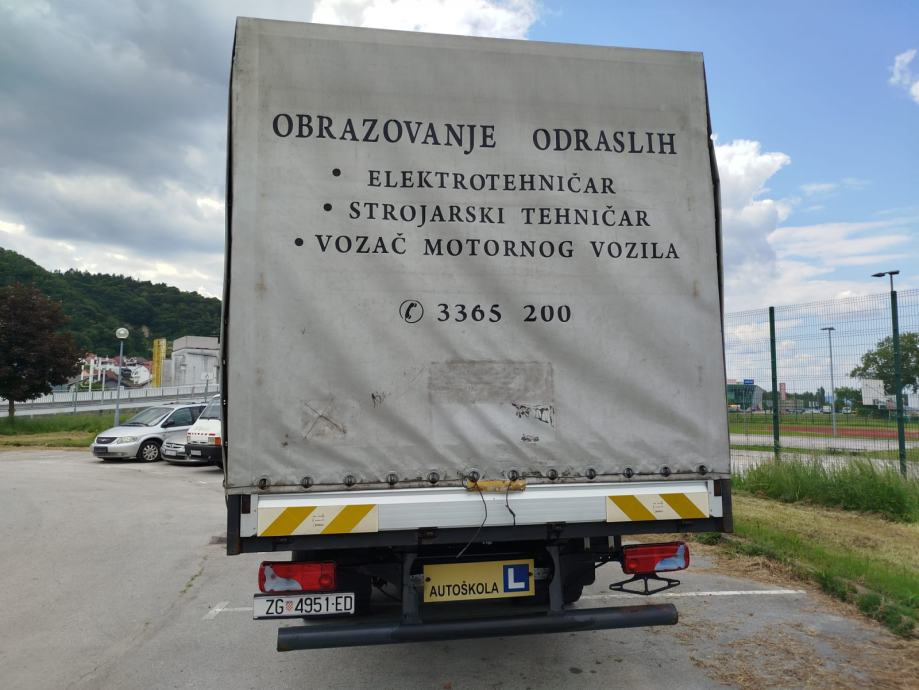 OBRAZOVANJE ODRASLIH
• ELEKTROTEHNIČAR
• STROJARSKI TEHNIČAR
• VOZAČ MOTORNOG VOZILA
3365 200
AUTOŠKOLA L
ZG 4951-ED